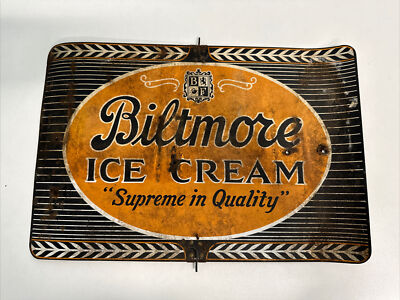 Biltmore
ICE CREAM
"Supreme in Quality"